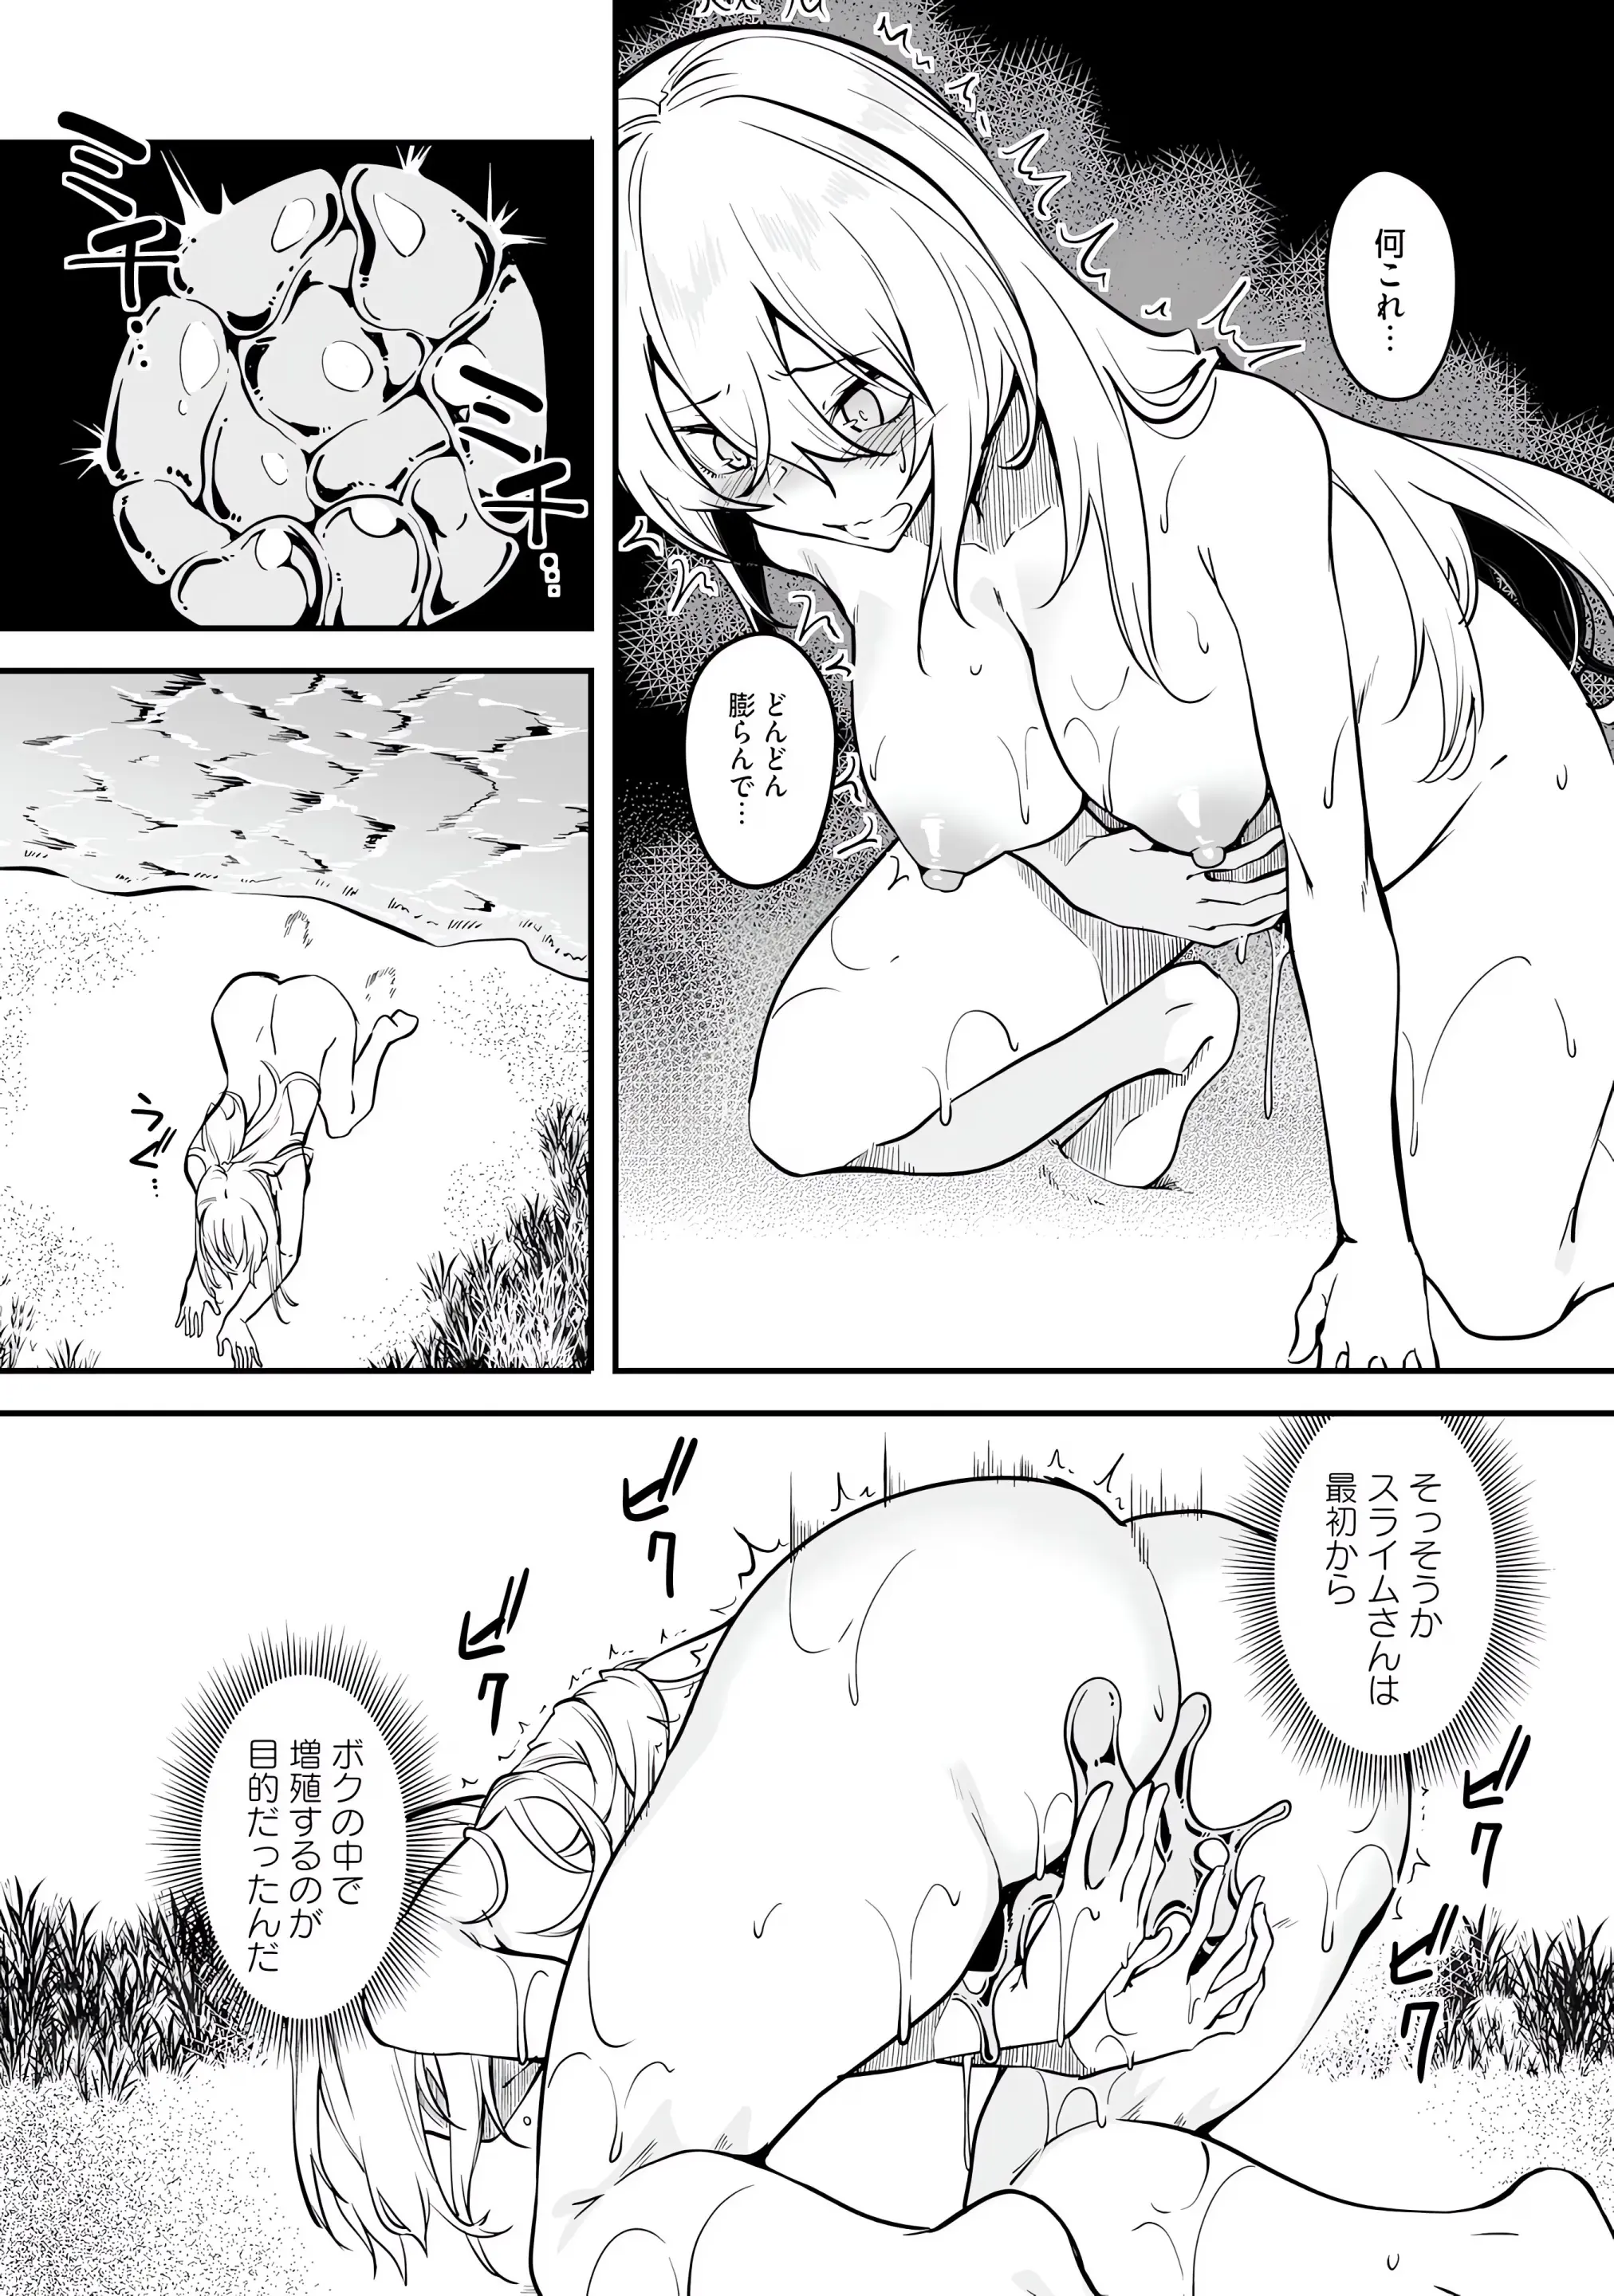 何これ…
どんどん
膨らんで…
ミチ…
ミチ…
うぐ…
そっそうか
スライムさんは
最初から
ボクの中で
増殖するのが
目的だったんだ
ビク
ビク
ビク
ビク